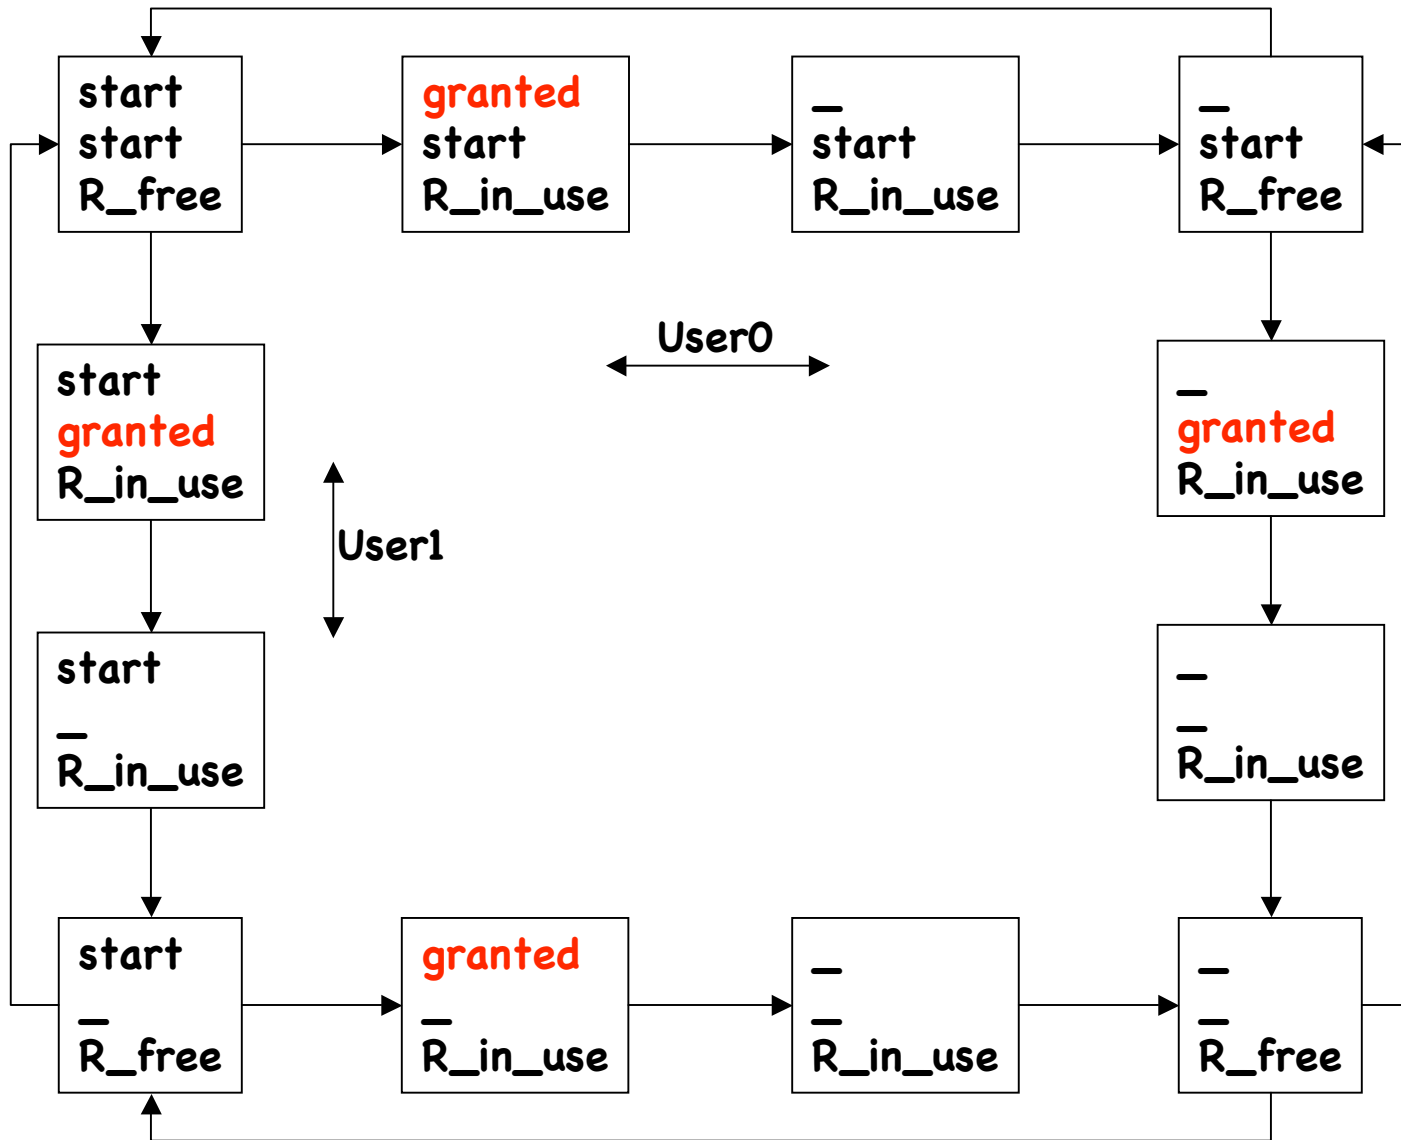 start
start
R_free
granted
start
R_in_use
_
start
R_in_use
_
start
R_free
User0
start
granted
R_in_use
_
granted
R_in_use
User1
start
_
R_in_use
_
_
R_in_use
start
_
R_free
granted
_
R_in_use
_
_
R_in_use
_
_
R_free